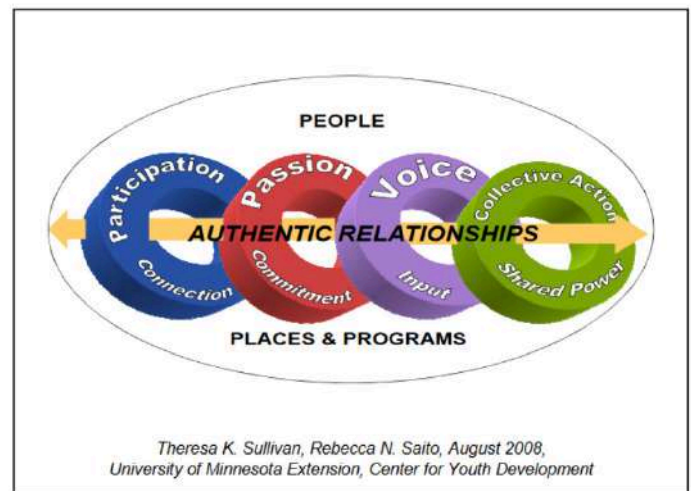 PEOPLE
Participation
Connection
Passion
Commitment
Voice
Input
Collective Action
Shared Power
AUTHENTIC RELATIONSHIPS
PLACES & PROGRAMS
Theresa K. Sullivan, Rebecca N. Saito, August 2008,
University of Minnesota Extension, Center for Youth Development